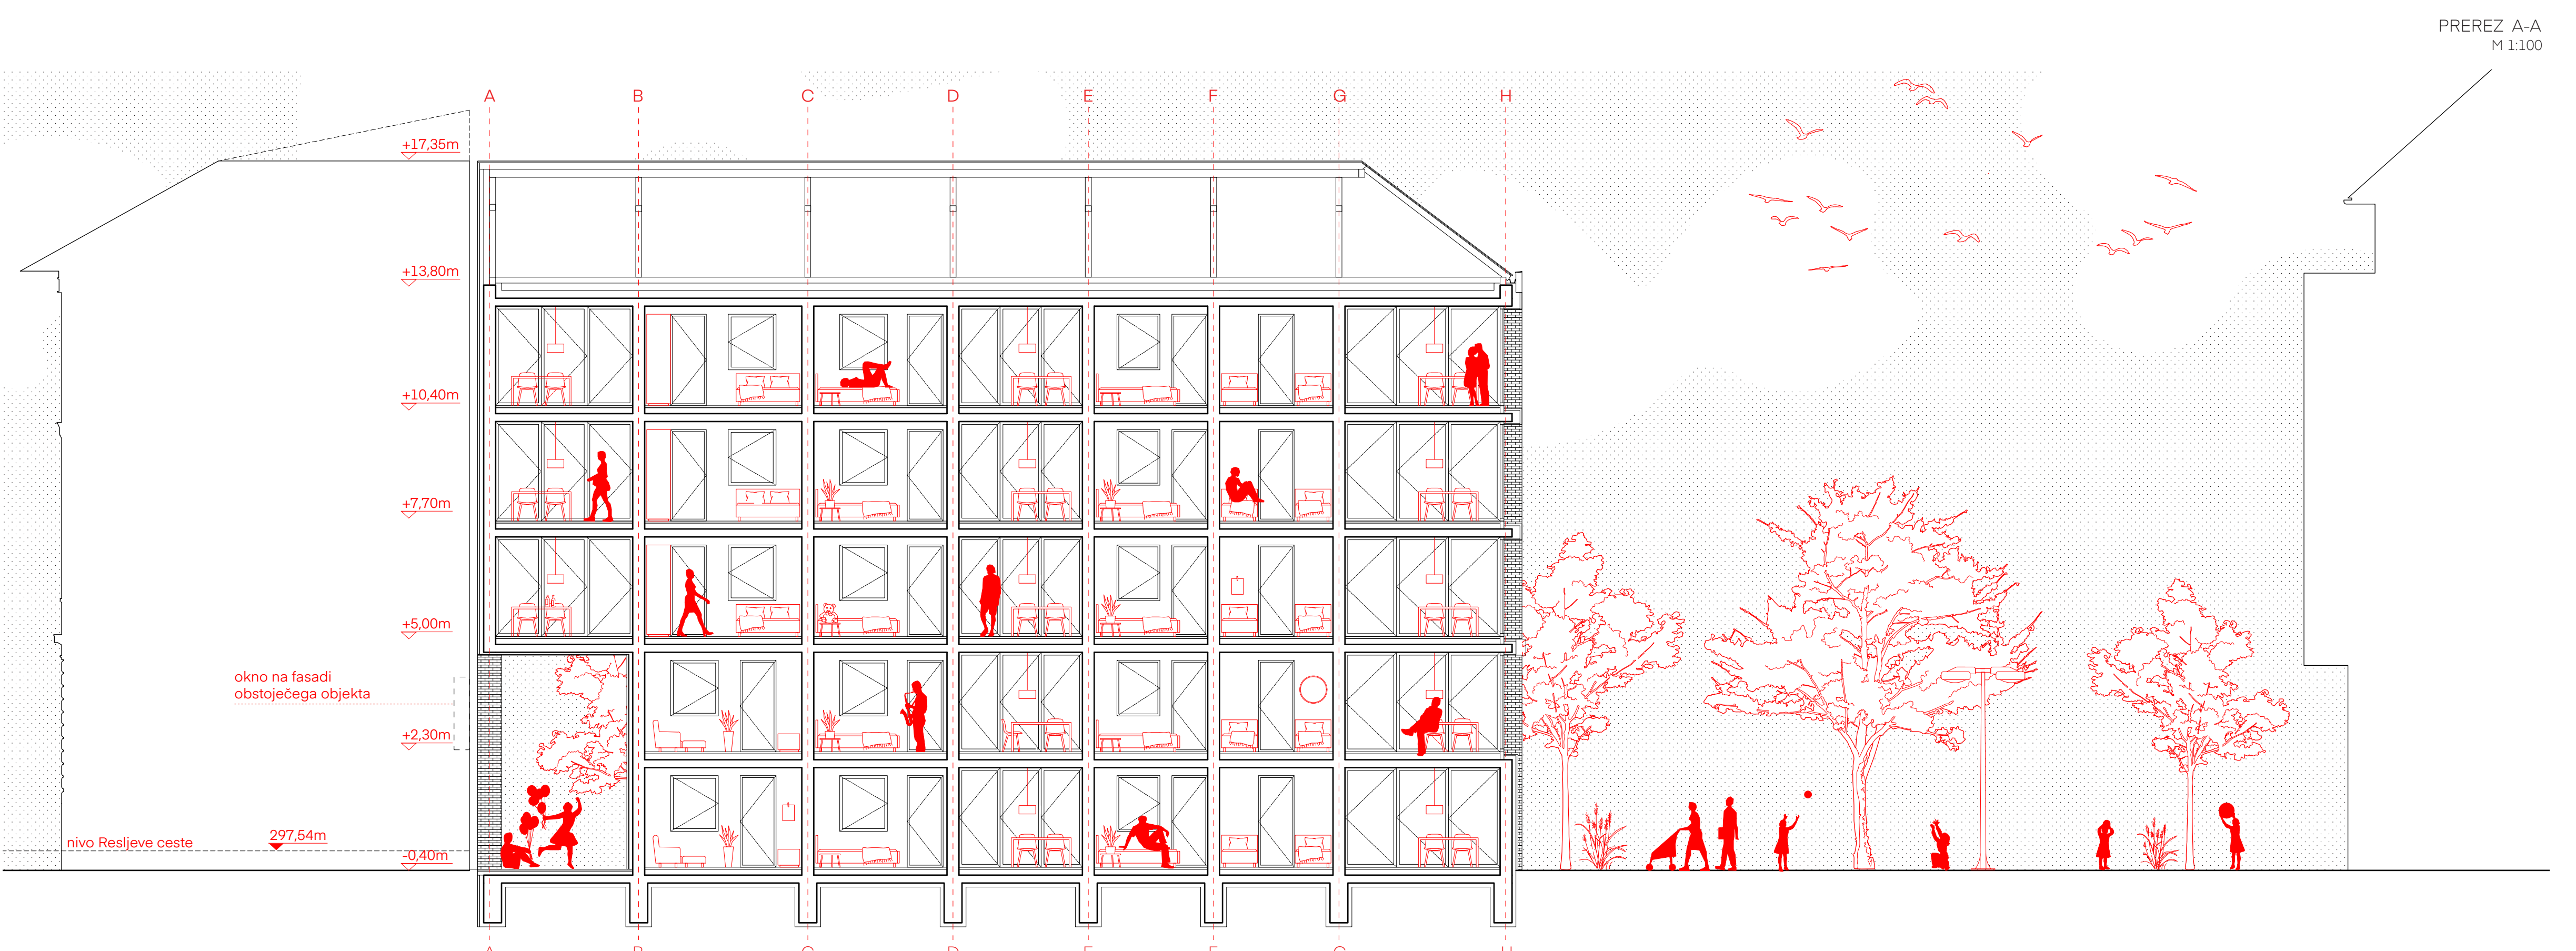 PREREZ A-A
M 1:100
A B C D E F G H
+17,35m
+13,80m
+10,40m
+7,70m
+5,00m
okno na fasadi
obstoječega objekta
+2,30m
nivo Resljeve ceste
297,54m
-0,40m
A B C D E F G H